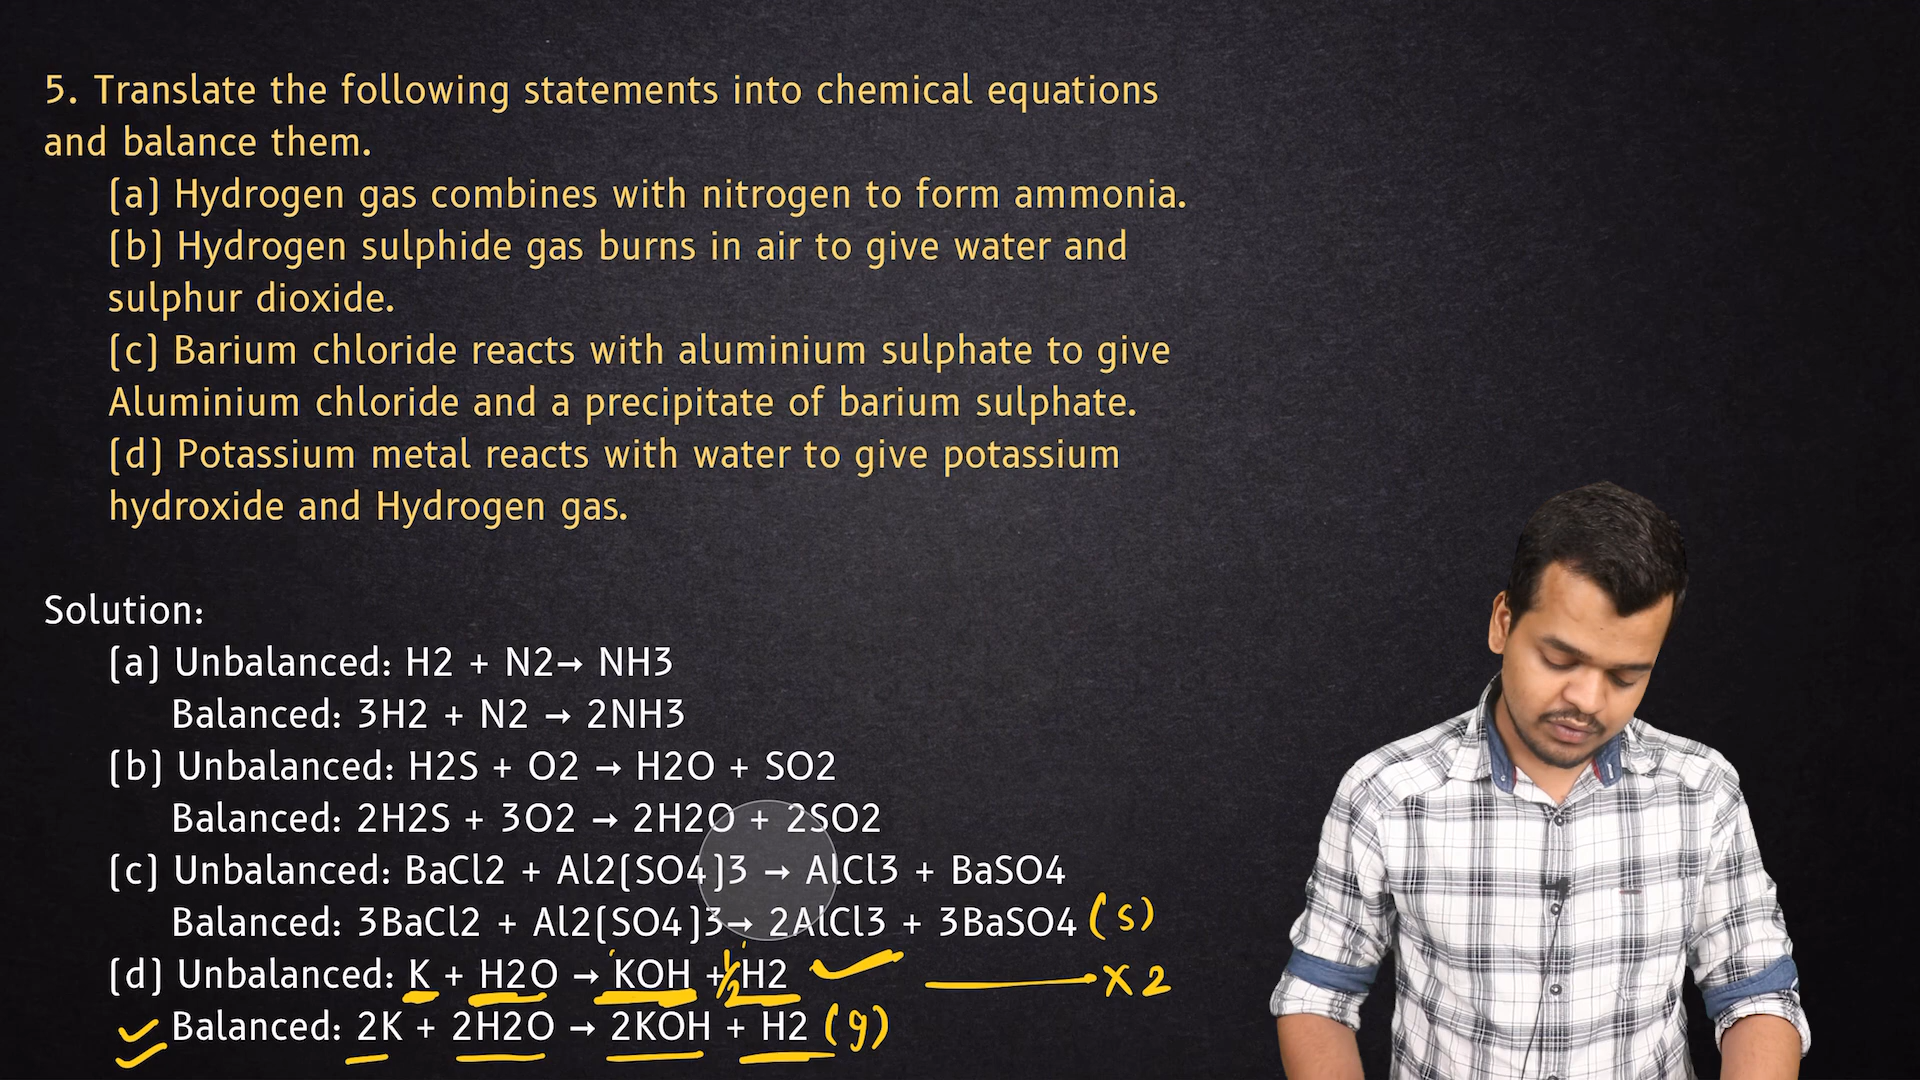 5. Translate the following statements into chemical equations
and balance them.
(a) Hydrogen gas combines with nitrogen to form ammonia.
(b) Hydrogen sulphide gas burns in air to give water and
sulphur dioxide.
(c) Barium chloride reacts with aluminium sulphate to give
Aluminium chloride and a precipitate of barium sulphate.
(d) Potassium metal reacts with water to give potassium
hydroxide and Hydrogen gas.
Solution:
(a) Unbalanced: H2 + N2→ NH3
Balanced: 3H2 + N2 → 2NH3
(b) Unbalanced: H2S + O2 → H2O + SO2
Balanced: 2H2S + 3O2 → 2H2O + 2SO2
(c) Unbalanced: BaCl2 + Al2(SO4)3 → AlCl3 + BaSO4
Balanced: 3BaCl2 + Al2(SO4)3→ 2AlCl3 + 3BaSO4 (s)
(d) Unbalanced: K + H2O → KOH + 1/2 H2 ✓ → x 2
✓ Balanced: 2K + 2H2O → 2KOH + H2 (g)